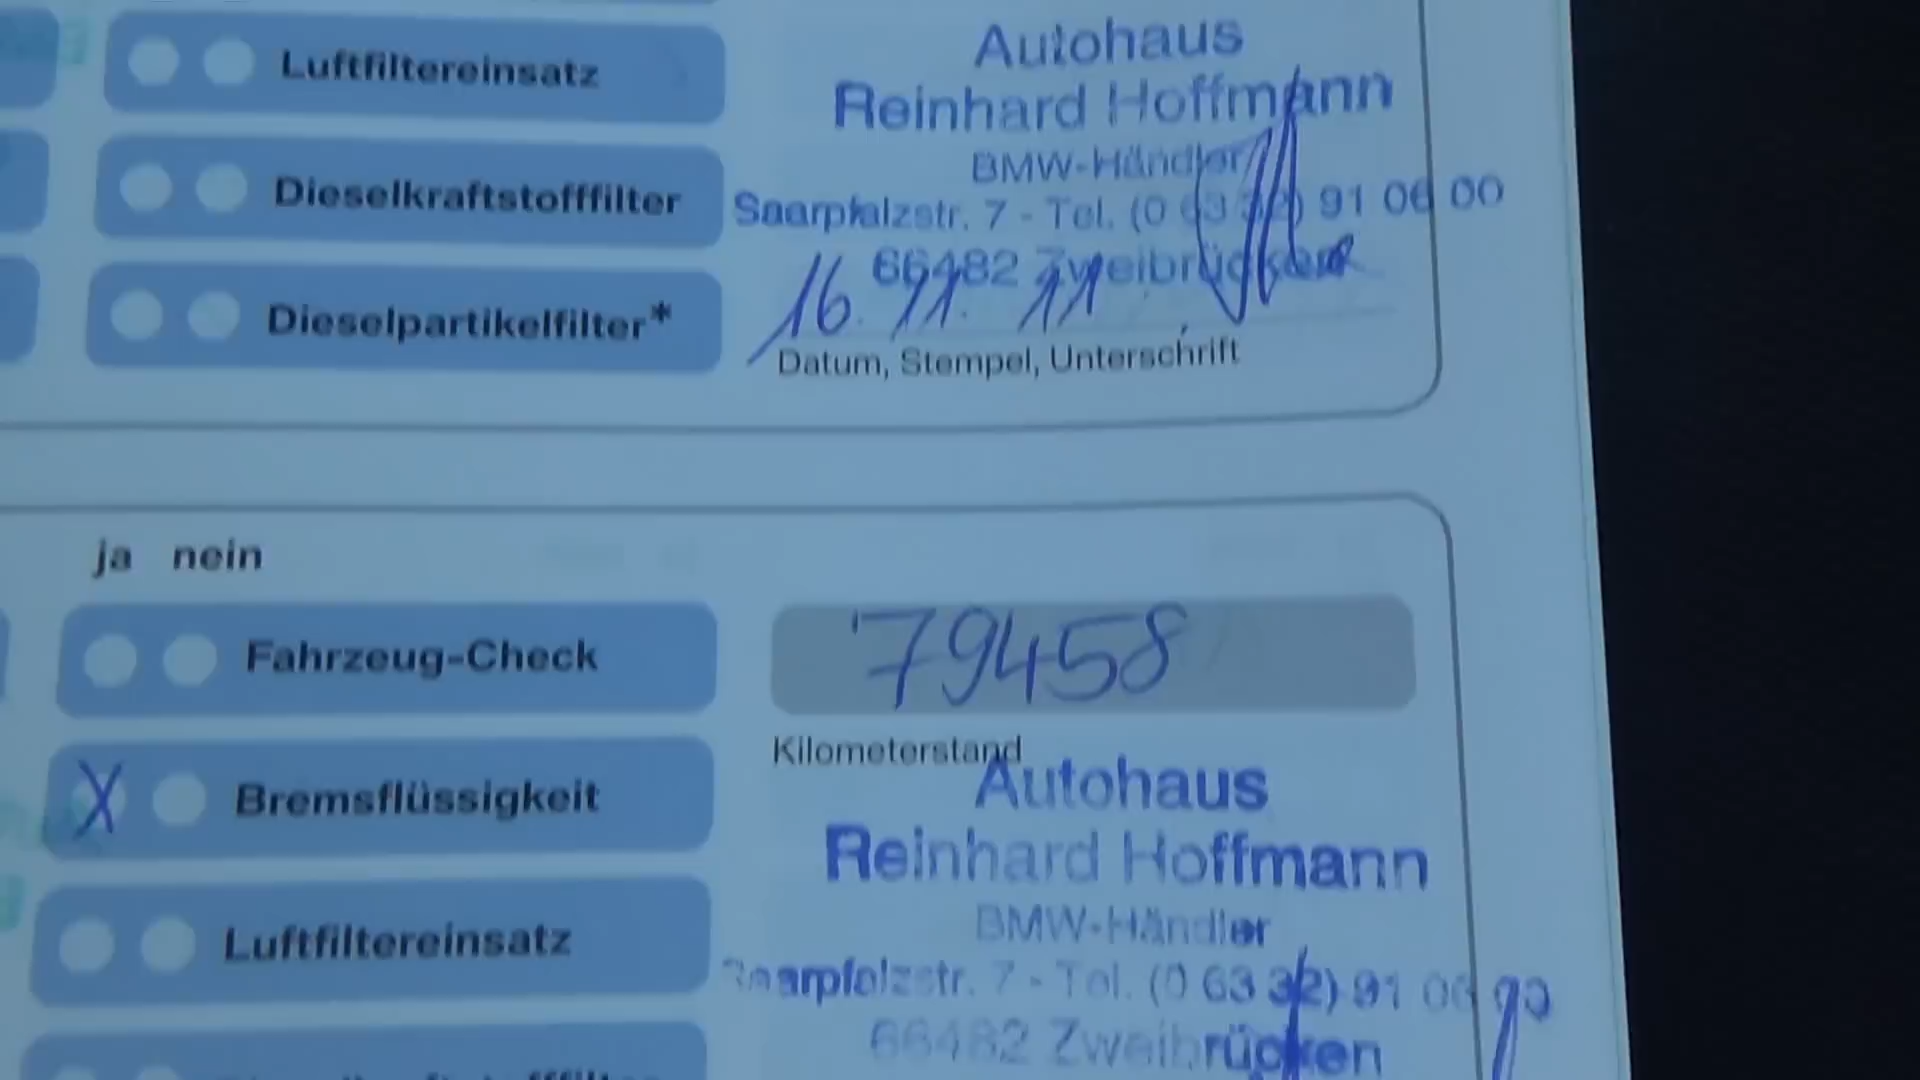 Luftfiltereinsatz
Dieselkraftstofffilter
Dieselpartikelfilter*
Autohaus
Reinhard Hoffmann
BMW-Händler
Saarpfalzstr. 7 - Tel. (0 63 32) 91 06 00
66482 Zweibrücken
16. 11. 11
Datum, Stempel, Unterschrift
ja nein
Fahrzeug-Check
X Bremsflüssigkeit
Luftfiltereinsatz
79458
Kilometerstand
Autohaus
Reinhard Hoffmann
BMW-Händler
Saarpfalzstr. 7 - Tel. (0 63 32) 91 06 00
66482 Zweibrücken